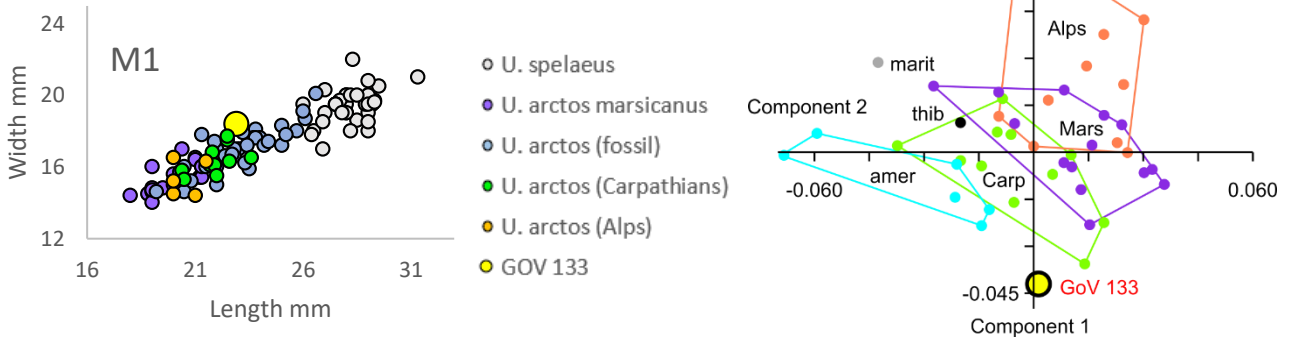 M1
Width mm
24
20
16
12
16
21
26
31
Length mm
U. spelaeus
U. arctos marsicanus
U. arctos (fossil)
U. arctos (Carpathians)
U. arctos (Alps)
GOV 133
Alps
marit
Component 2
thib
Mars
amer
Carp
-0.060
0.060
-0.045
GoV 133
Component 1